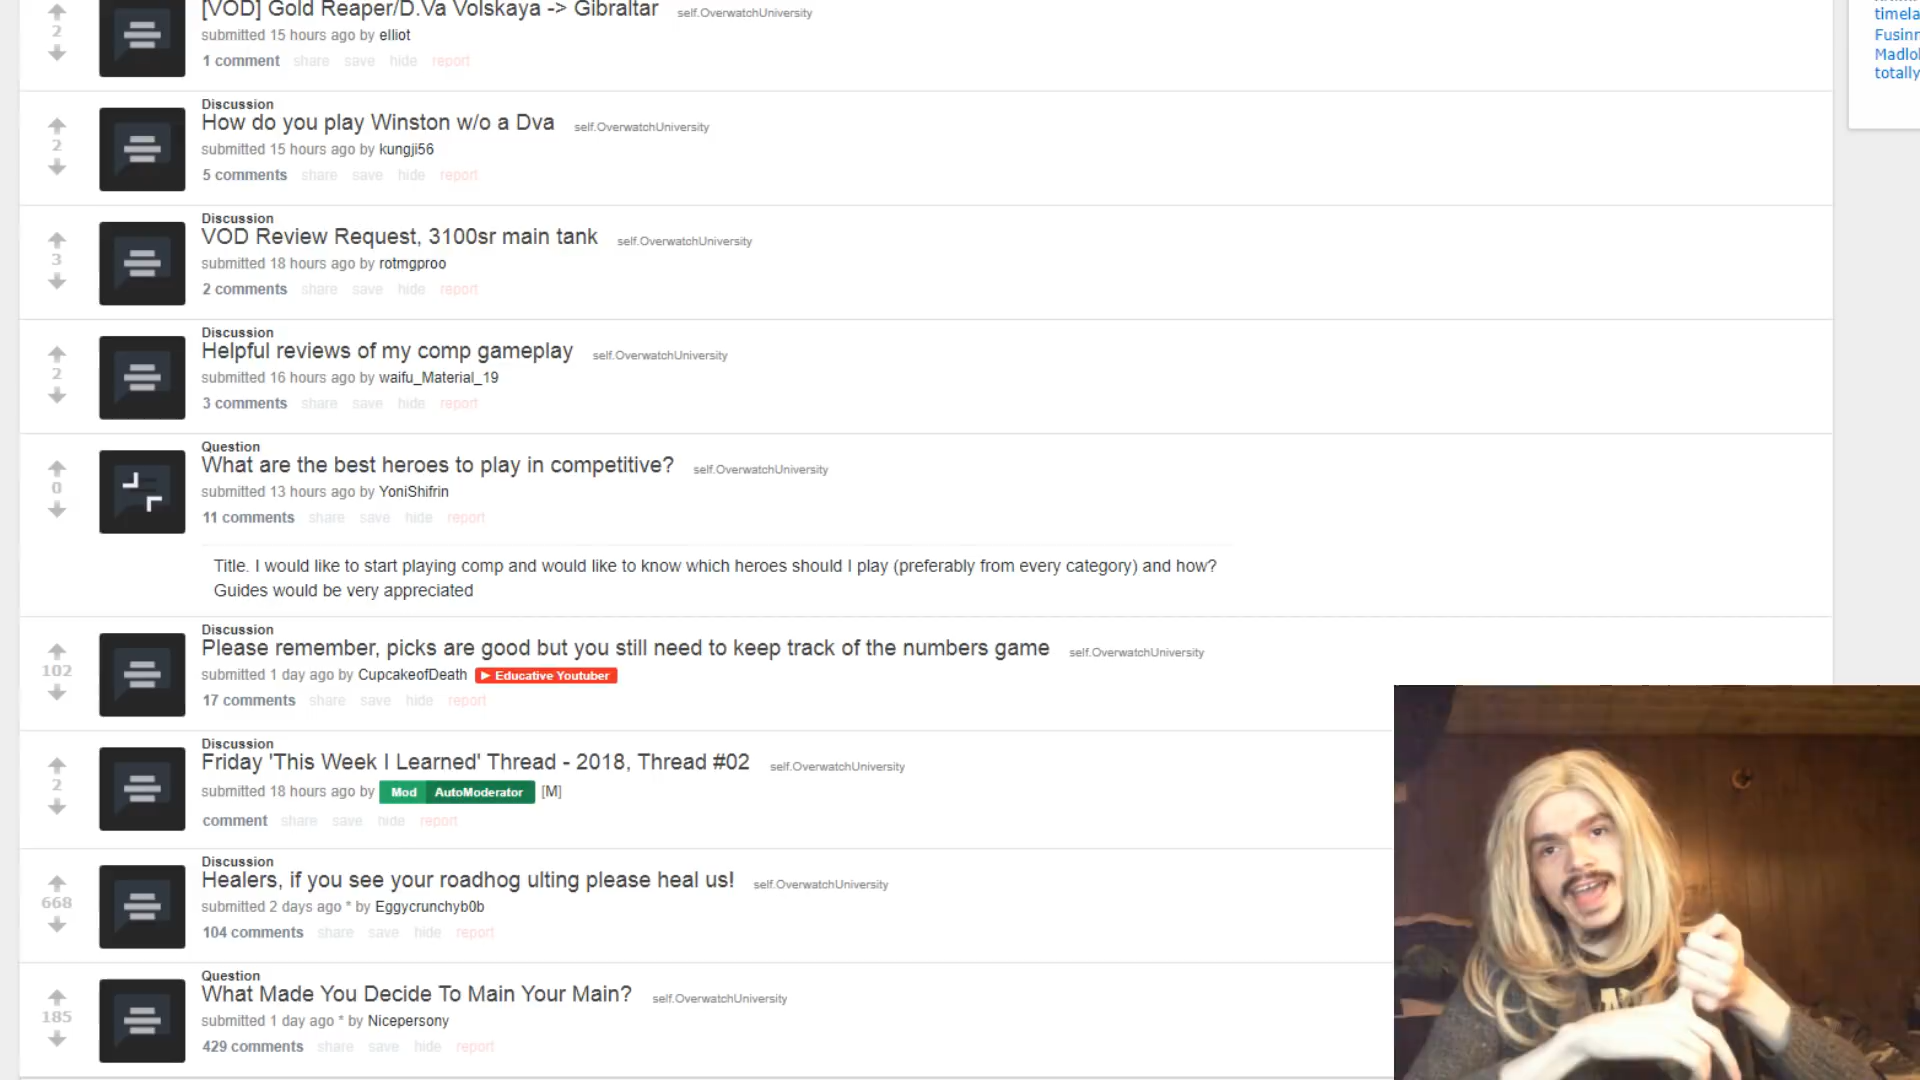 [VOD] Gold Reaper/D.Va Volskaya -> Gibraltar self.OverwatchUniversity
2
submitted 15 hours ago by elliot
1 comment share save hide report
timela
Fusinr
Madlol
totally
Discussion
How do you play Winston w/o a Dva self.OverwatchUniversity
2
submitted 15 hours ago by kungji56
5 comments share save hide report
Discussion
VOD Review Request, 3100sr main tank self.OverwatchUniversity
3
submitted 18 hours ago by rotmgproo
2 comments share save hide report
Discussion
Helpful reviews of my comp gameplay self.OverwatchUniversity
2
submitted 16 hours ago by waifu_Material_19
3 comments share save hide report
Question
What are the best heroes to play in competitive? self.OverwatchUniversity
0
submitted 13 hours ago by YoniShifrin
11 comments share save hide report
Title. I would like to start playing comp and would like to know which heroes should I play (preferably from every category) and how?
Guides would be very appreciated
Discussion
Please remember, picks are good but you still need to keep track of the numbers game self.OverwatchUniversity
102
submitted 1 day ago by CupcakeofDeath Educative Youtuber
17 comments share save hide report
Discussion
Friday 'This Week I Learned' Thread - 2018, Thread #02 self.OverwatchUniversity
2
submitted 18 hours ago by Mod AutoModerator [M]
comment share save hide report
Discussion
Healers, if you see your roadhog ulting please heal us! self.OverwatchUniversity
668
submitted 2 days ago * by Eggycrunchyb0b
104 comments share save hide report
Question
What Made You Decide To Main Your Main? self.OverwatchUniversity
185
submitted 1 day ago * by Nicepersony
429 comments share save hide report